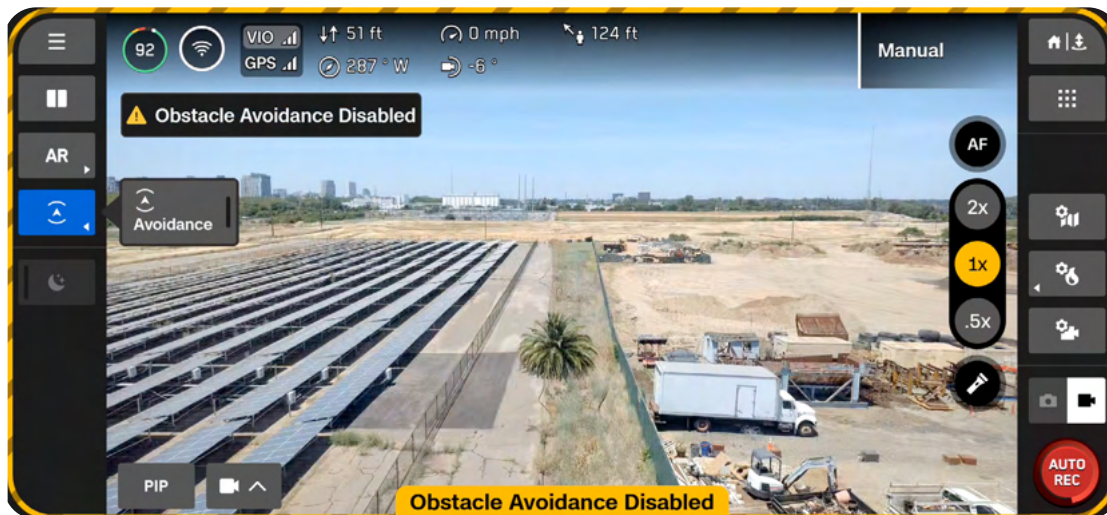 92
VIO
GPS
51 ft
287 ° W
0 mph
-6 °
124 ft
Manual
Obstacle Avoidance Disabled
AR
Avoidance
AF
2x
1x
.5x
PIP
AUTO
REC
Obstacle Avoidance Disabled